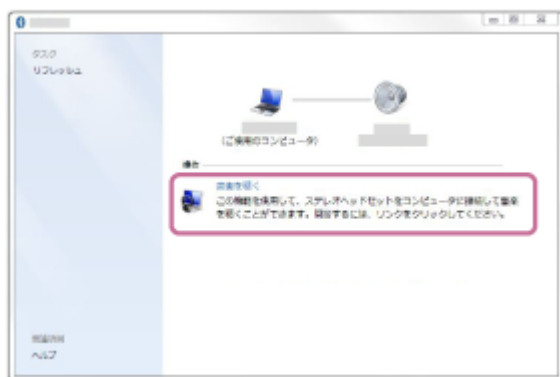 タスク
リフレッシュ
(ご使用のコンピュータ)
操作
音楽を聴く
この機能を使用して、ステレオヘッドセットをコンピュータに接続して音楽
を聴くことができます。開始するには、リンクをクリックしてください。
関連項目
ヘルプ